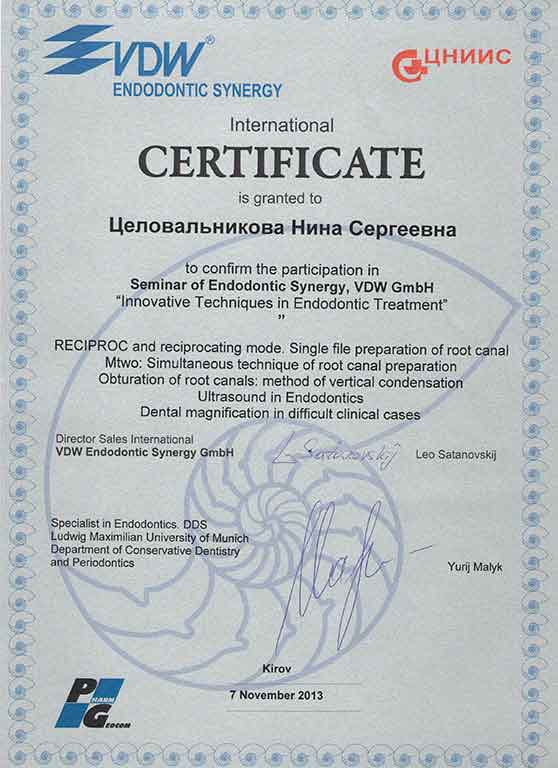 VDW®
ЦНИИС
ENDODONTIC SYNERGY
International
CERTIFICATE
is granted to
Целовальникова Нина Сергеевна
to confirm the participation in
Seminar of Endodontic Synergy, VDW GmbH
“Innovative Techniques in Endodontic Treatment”
”
RECIPROC and reciprocating mode. Single file preparation of root canal
Mtwo: Simultaneous technique of root canal preparation
Obturation of root canals: method of vertical condensation
Ultrasound in Endodontics
Dental magnification in difficult clinical cases
Director Sales International
VDW Endodontic Synergy GmbH
L Satanovskij
Leo Satanovskij
Specialist in Endodontics. DDS
Ludwig Maximilian University of Munich
Department of Conservative Dentistry
and Periodontics
Yurij Malyk
Kirov
7 November 2013
PHARM
GEOCOM